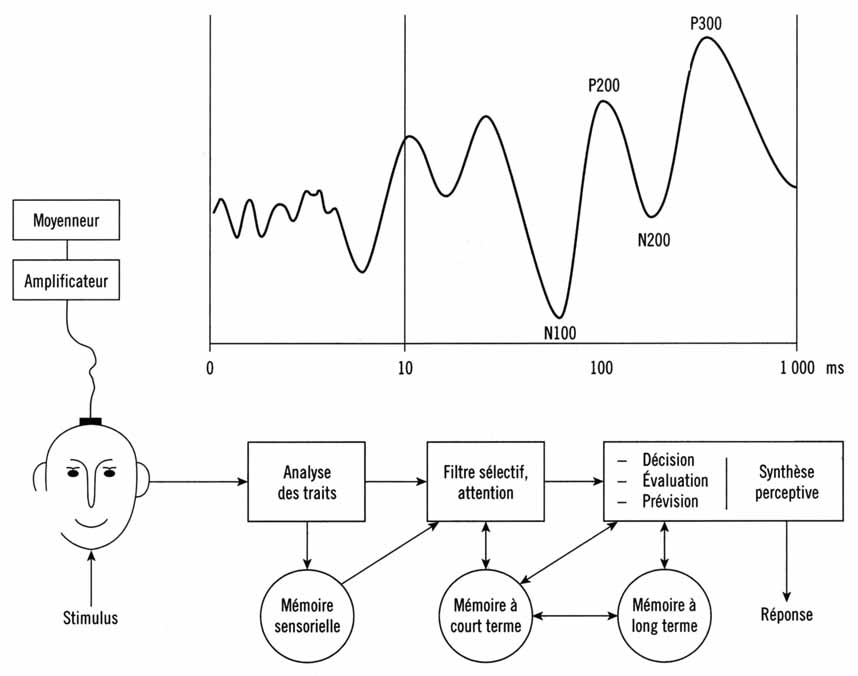 P300
P200
N200
N100
0
10
100
1 000 ms
Moyenneur
Amplificateur
Stimulus
Analyse
des traits
Filtre sélectif,
attention
– Décision
– Évaluation
– Prévision
Synthèse
perceptive
Mémoire
sensorielle
Mémoire à
court terme
Mémoire à
long terme
Réponse